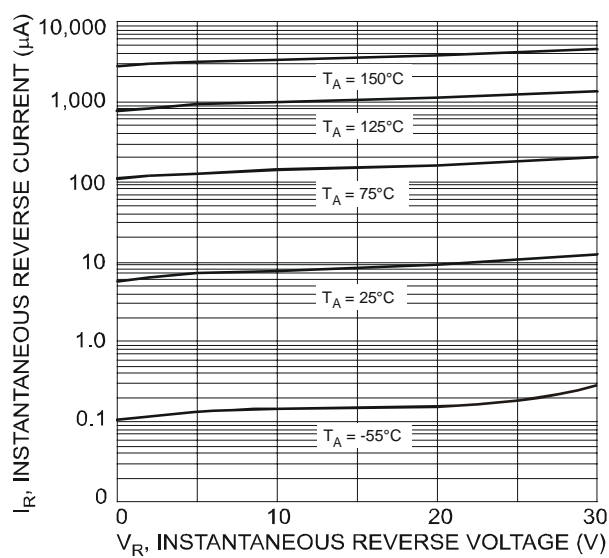 I_R, INSTANTANEOUS REVERSE CURRENT (μA)
10,000
1,000
100
10
1.0
0.1
0
T_A = 150°C
T_A = 125°C
T_A = 75°C
T_A = 25°C
T_A = -55°C
0 10 20 30
V_R, INSTANTANEOUS REVERSE VOLTAGE (V)